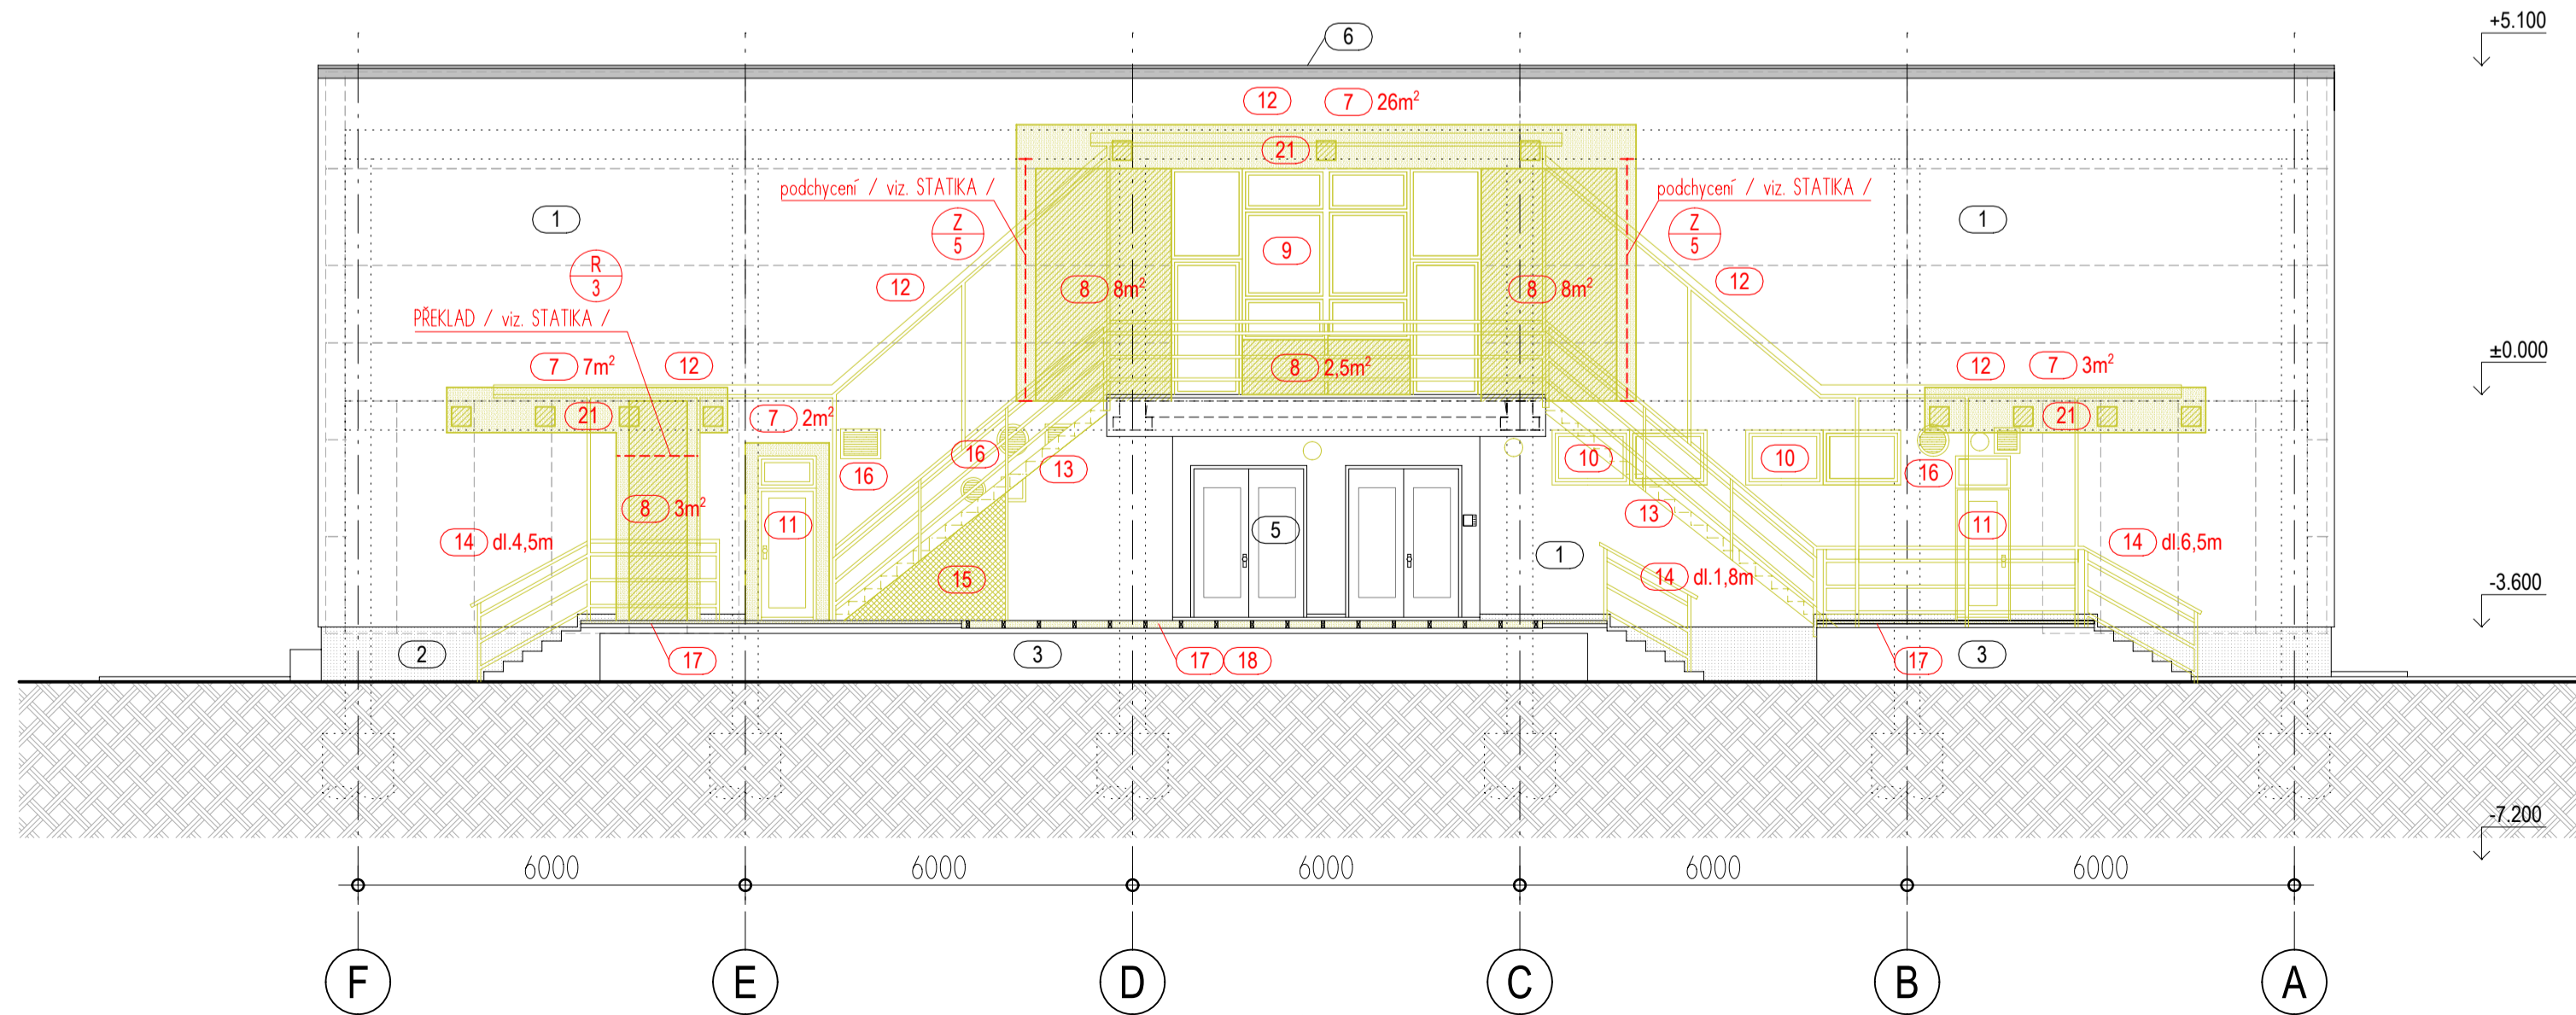 +5.100
6
12 7 26m²
21
podchycení / viz. STATIKA /
podchycení / viz. STATIKA /
1
1
Z
5
Z
5
9
R
3
12
12
8 8m²
8 8m²
PŘEKLAD / viz. STATIKA /
±0.000
7 7m²
12
8 2,5m²
12 7 3m²
21
7 2m²
21
16
16
13
10
10
16
8 3m²
11
5
13
11
14 dl.4,5m
14 dl.6,5m
1
15
14 dl.1,8m
-3.600
2
17
3
17 18
17
3
-7.200
6000 6000 6000 6000 6000
F E D C B A